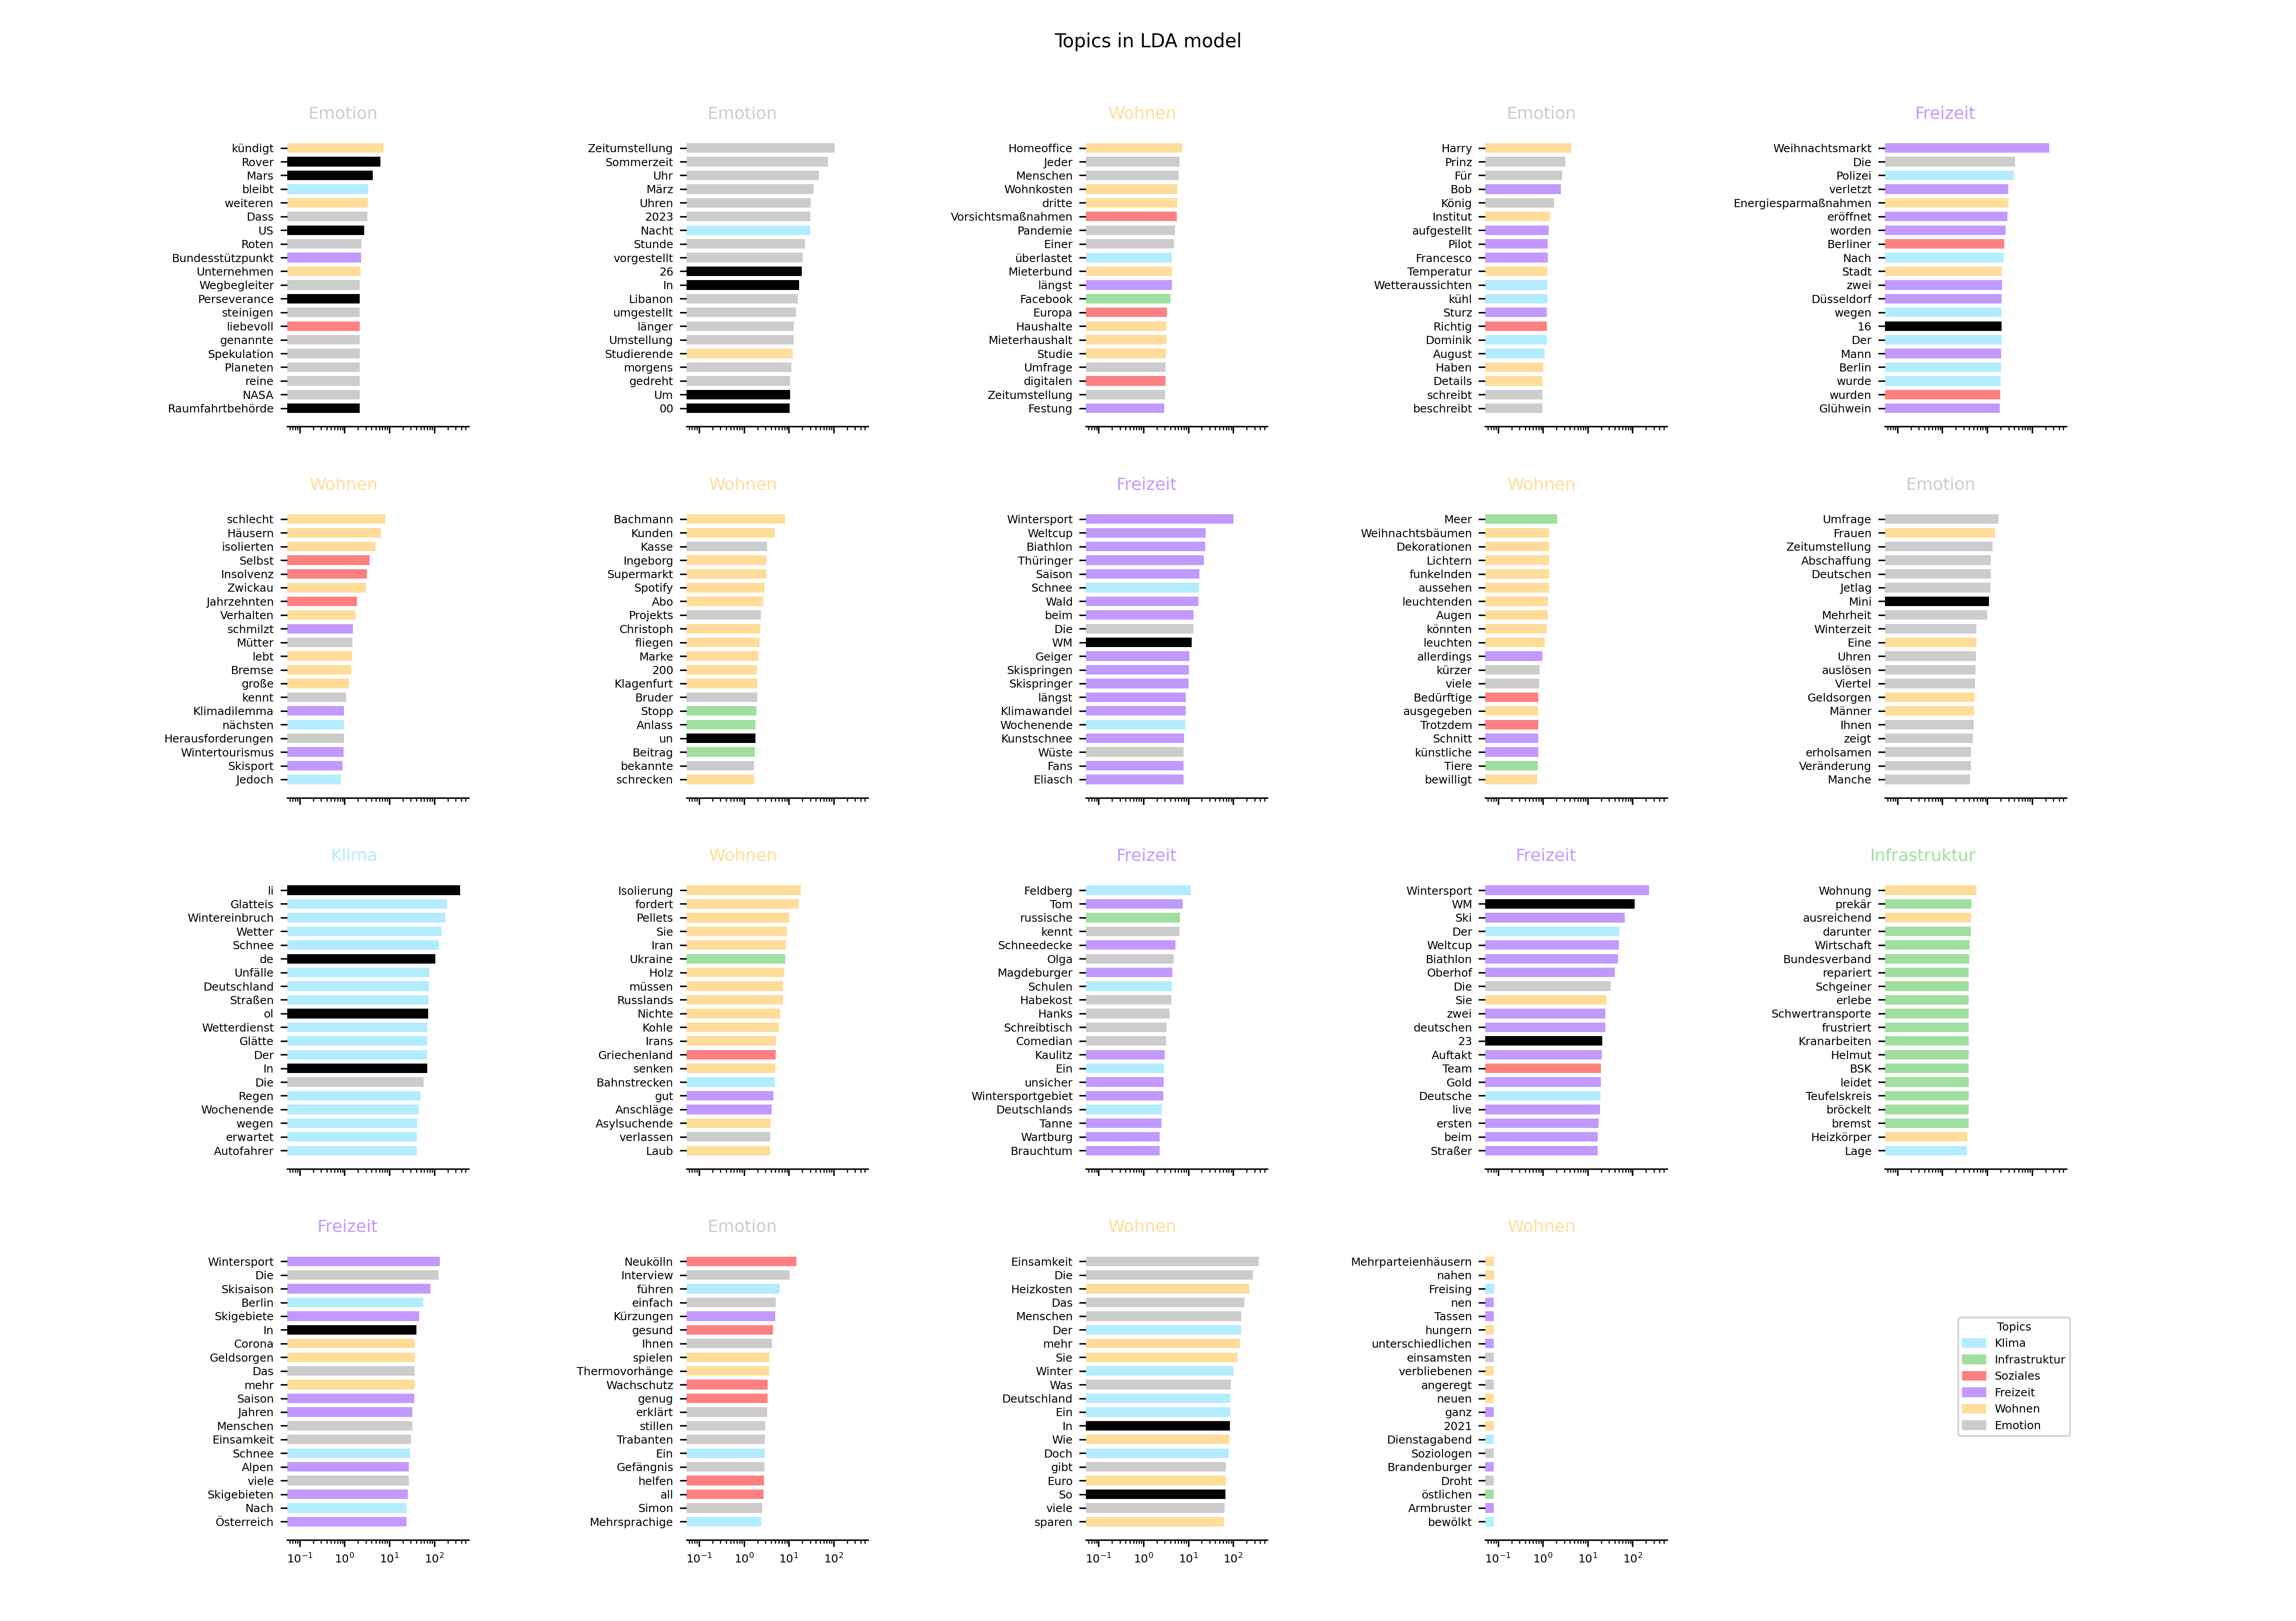 Topics in LDA model
Emotion
kündigt
Rover
Mars
bleibt
weiteren
Dass
US
Roten
Bundesstützpunkt
Unternehmen
Wegbegleiter
Perseverance
steinigen
liebevoll
genannte
Spekulation
Planeten
reine
NASA
Raumfahrtbehörde
Emotion
Zeitumstellung
Sommerzeit
Uhr
März
Uhren
2023
Nacht
Stunde
vorgestellt
26
In
Libanon
umgestellt
länger
Umstellung
Studierende
morgens
gedreht
Um
00
Wohnen
Homeoffice
Jeder
Menschen
Wohnkosten
dritte
Vorsichtsmaßnahmen
Pandemie
Einer
überlastet
Mieterbund
längst
Facebook
Europa
Haushalte
Mieterhaushalt
Studie
Umfrage
digitalen
Zeitumstellung
Festung
Emotion
Harry
Prinz
Für
Bob
König
Institut
aufgestellt
Pilot
Francesco
Temperatur
Wetteraussichten
kühl
Sturz
Richtig
Dominik
August
Haben
Details
schreibt
beschreibt
Freizeit
Weihnachtsmarkt
Die
Polizei
verletzt
Energiesparmaßnahmen
eröffnet
worden
Berliner
Nach
Stadt
zwei
Düsseldorf
wegen
16
Der
Mann
Berlin
wurde
wurden
Glühwein
Wohnen
schlecht
Häusern
isolierten
Selbst
Insolvenz
Zwickau
Jahrzehnten
Verhalten
schmilzt
Mütter
lebt
Bremse
große
kennt
Klimadilemma
nächsten
Herausforderungen
Wintertourismus
Skisport
Jedoch
Wohnen
Bachmann
Kunden
Kasse
Ingeborg
Supermarkt
Spotify
Abo
Projekts
Christoph
fliegen
Marke
200
Klagenfurt
Bruder
Stopp
Anlass
un
Beitrag
bekannte
schrecken
Freizeit
Wintersport
Weltcup
Biathlon
Thüringer
Saison
Schnee
Wald
beim
Die
WM
Geiger
Skispringen
Skispringer
längst
Klimawandel
Wochenende
Kunstschnee
Wüste
Fans
Eliasch
Wohnen
Meer
Weihnachtsbäumen
Dekorationen
Lichtern
funkelnden
aussehen
leuchtenden
Augen
könnten
leuchten
allerdings
kürzer
viele
Bedürftige
ausgegeben
Trotzdem
Schnitt
künstliche
Tiere
bewilligt
Emotion
Umfrage
Frauen
Zeitumstellung
Abschaffung
Deutschen
Jetlag
Mini
Mehrheit
Winterzeit
Eine
Uhren
auslösen
Viertel
Geldsorgen
Männer
Ihnen
zeigt
erholsamen
Veränderung
Manche
Klima
li
Glatteis
Wintereinbruch
Wetter
Schnee
de
Unfälle
Deutschland
Straßen
ol
Wetterdienst
Glätte
Der
In
Die
Regen
Wochenende
wegen
erwartet
Autofahrer
Wohnen
Isolierung
fordert
Pellets
Sie
Iran
Ukraine
Holz
müssen
Russlands
Nichte
Kohle
Irans
Griechenland
senken
Bahnstrecken
gut
Anschläge
Asylsuchende
verlassen
Laub
Freizeit
Feldberg
Tom
russische
kennt
Schneedecke
Olga
Magdeburger
Schulen
Habekost
Hanks
Schreibtisch
Comedian
Kaulitz
Ein
unsicher
Wintersportgebiet
Deutschlands
Tanne
Wartburg
Brauchtum
Freizeit
Wintersport
WM
Ski
Der
Weltcup
Biathlon
Oberhof
Die
Sie
zwei
deutschen
23
Auftakt
Team
Gold
Deutsche
live
ersten
beim
Straßer
Infrastruktur
Wohnung
prekär
ausreichend
darunter
Wirtschaft
Bundesverband
repariert
Schgeiner
erlebe
Schwertransporte
frustriert
Kranarbeiten
Helmut
BSK
leidet
Teufelskreis
bröckelt
bremst
Heizkörper
Lage
Freizeit
Wintersport
Die
Skisaison
Berlin
Skigebiete
In
Corona
Geldsorgen
Das
mehr
Saison
Jahren
Menschen
Einsamkeit
Schnee
Alpen
viele
Skigebieten
Nach
Österreich
10⁻¹ 10⁰ 10¹ 10²
Emotion
Neukölln
Interview
führen
einfach
Kürzungen
gesund
Ihnen
spielen
Thermovorhänge
Wachschutz
genug
erklärt
stillen
Trabanten
Ein
Gefängnis
helfen
all
Simon
Mehrsprachige
10⁻¹ 10⁰ 10¹ 10²
Wohnen
Einsamkeit
Die
Heizkosten
Das
Menschen
Der
mehr
Sie
Winter
Was
Deutschland
Ein
In
Wie
Doch
gibt
Euro
So
viele
sparen
10⁻¹ 10⁰ 10¹ 10²
Wohnen
Mehrparteienhäusern
nahen
Freising
nen
Tassen
hungern
unterschiedlichen
einsamsten
verbliebenen
angeregt
neuen
ganz
2021
Dienstagabend
Soziologen
Brandenburger
Droht
östlichen
Armbruster
bewölkt
10⁻¹ 10⁰ 10¹ 10²
Topics
Klima
Infrastruktur
Soziales
Freizeit
Wohnen
Emotion